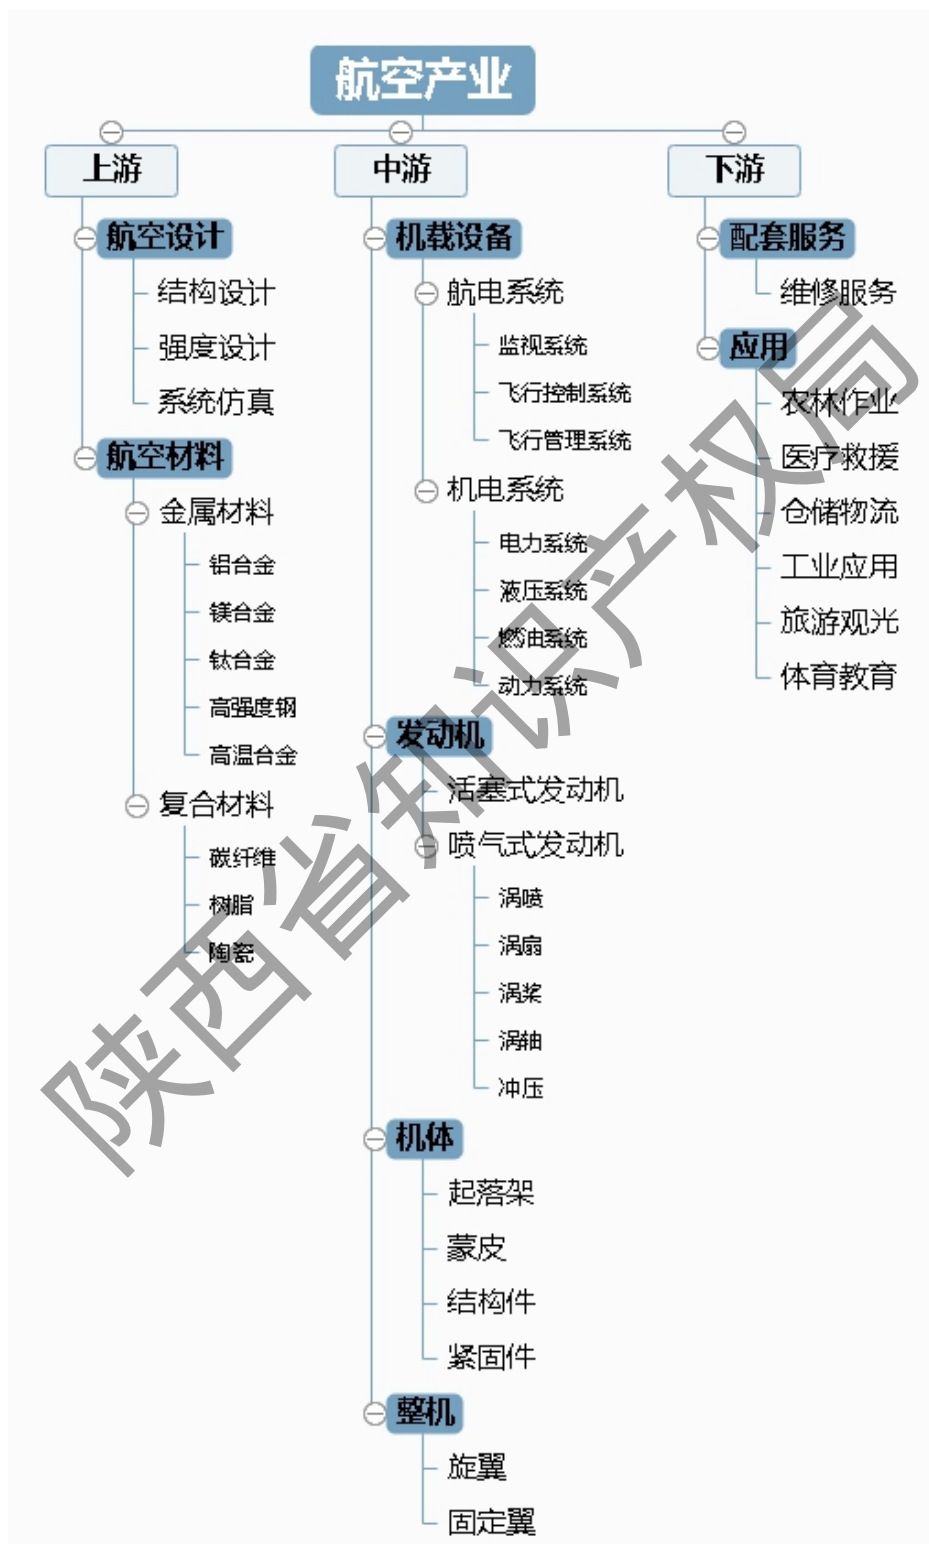 航空产业
上游
航空设计
结构设计
强度设计
系统仿真
航空材料
金属材料
铝合金
镁合金
钛合金
高强度钢
高温合金
复合材料
碳纤维
树脂
陶瓷
中游
机载设备
航电系统
监视系统
飞行控制系统
飞行管理系统
机电系统
电力系统
液压系统
燃油系统
动力系统
发动机
活塞式发动机
喷气式发动机
涡喷
涡扇
涡桨
涡轴
冲压
机体
起落架
蒙皮
结构件
紧固件
整机
旋翼
固定翼
下游
配套服务
维修服务
应用
农林作业
医疗救援
仓储物流
工业应用
旅游观光
体育教育
陕西省知识产权局